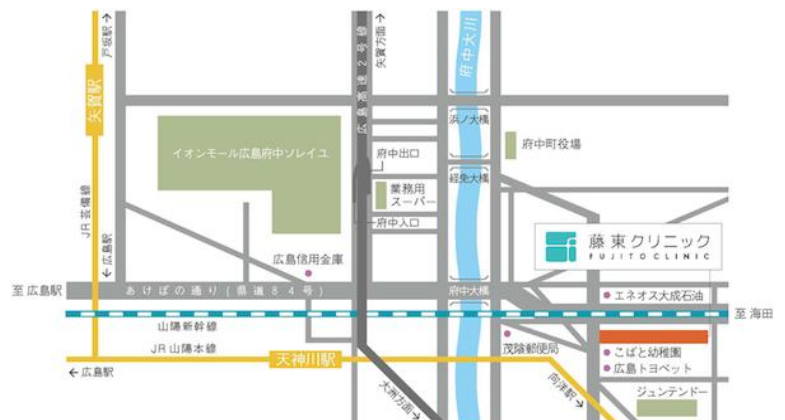 戸坂駅→
矢賀駅
JR芸備線
←広島駅
広島高速2号線
矢賀方面→
府中大川
イオンモール広島府中ソレイユ
府中出口
業務用
スーパー
府中入口
浜ノ大橋
経免大橋
府中町役場
藤東クリニック
FUJITO CLINIC
広島信用金庫
至 広島駅
あけぼの通り(県道84号)
府中大橋
エネオス大成石油
至 海田
山陽新幹線
JR山陽本線
天神川駅
茂陰郵便局
こばと幼稚園
広島トヨペット
←広島駅
大洲方面→
向洋駅→
ジュンテンドー